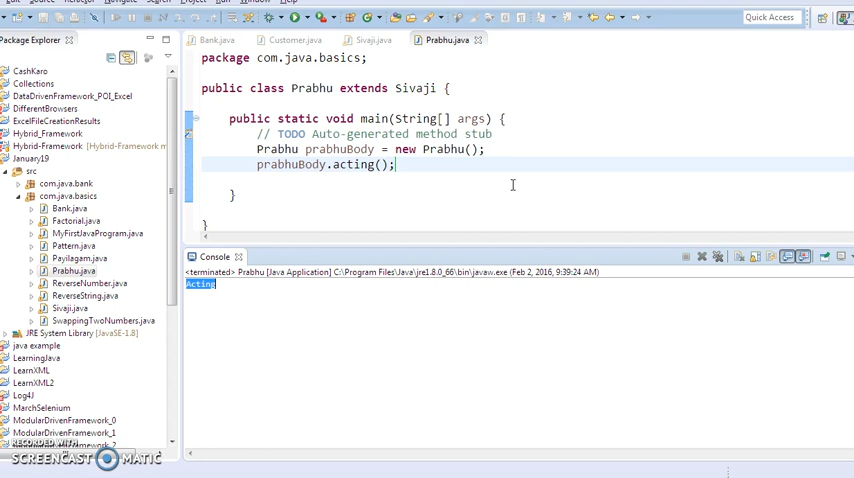 Quick Access
Package Explorer
CashKaro
Collections
DataDrivenFramework_POI_Excel
DifferentBrowsers
ExcelFileCreationResults
Hybrid_Framework
Hybrid-Framework [Hybrid-Framework m
January19
src
com.java.bank
com.java.basics
Bank.java
Factorial.java
MyFirstJavaProgram.java
Pattern.java
Payilagam.java
Prabhu.java
ReverseNumber.java
ReverseString.java
Sivaji.java
SwappingTwoNumbers.java
JRE System Library [JavaSE-1.8]
java example
LearningJava
LearnXML
LearnXML2
Log4J
MarchSelenium
ModularDrivenFramework_0
ModularDrivenFramework_1
RECORDED WITH
SCREENCAST MATIC
Bank.java Customer.java Sivaji.java Prabhu.java
package com.java.basics;
public class Prabhu extends Sivaji {
public static void main(String[] args) {
// TODO Auto-generated method stub
Prabhu prabhuBody = new Prabhu();
prabhuBody.acting();
}
}
Console
<terminated> Prabhu [Java Application] C:\Program Files\Java\jre1.8.0_66\bin\javaw.exe (Feb 2, 2016, 9:39:24 AM)
Acting